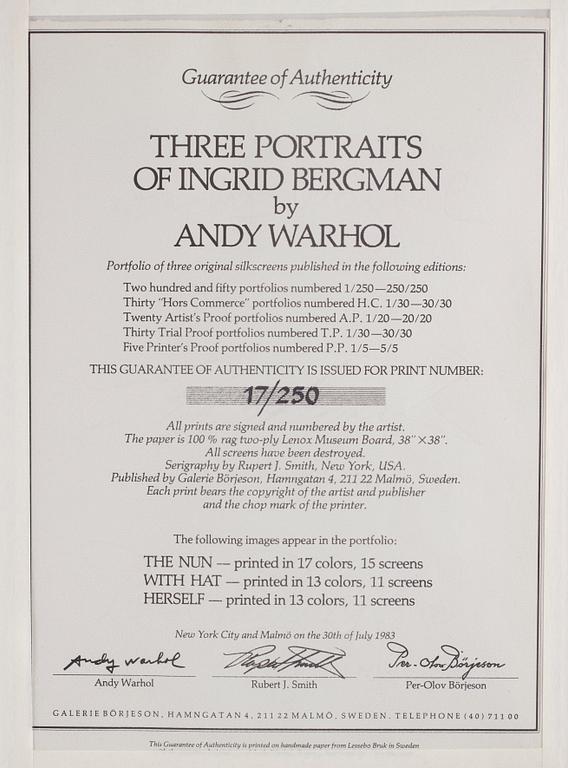 Guarantee of Authenticity
THREE PORTRAITS
OF INGRID BERGMAN
by
ANDY WARHOL
Portfolio of three original silkscreens published in the following editions:
Two hundred and fifty portfolios numbered 1/250—250/250
Thirty "Hors Commerce" portfolios numbered H.C. 1/30—30/30
Twenty Artist's Proof portfolios numbered A.P. 1/20—20/20
Thirty Trial Proof portfolios numbered T.P. 1/30—30/30
Five Printer's Proof portfolios numbered P.P. 1/5—5/5
THIS GUARANTEE OF AUTHENTICITY IS ISSUED FOR PRINT NUMBER:
17/250
All prints are signed and numbered by the artist.
The paper is 100 % rag two-ply Lenox Museum Board, 38"×38".
All screens have been destroyed.
Serigraphy by Rupert J. Smith, New York, USA.
Published by Galerie Börjeson, Hamngatan 4, 211 22 Malmö, Sweden.
Each print bears the copyright of the artist and publisher
and the chop mark of the printer.
The following images appear in the portfolio:
THE NUN — printed in 17 colors, 15 screens
WITH HAT — printed in 13 colors, 11 screens
HERSELF — printed in 13 colors, 11 screens
New York City and Malmö on the 30th of July 1983
Andy Warhol Per-Olov Börjeson
Andy Warhol Rubert J. Smith Per-Olov Börjeson
GALERIE BÖRJESON, HAMNGATAN 4, 211 22 MALMÖ, SWEDEN. TELEPHONE (40) 711 00
This Guarantee of Authenticity is printed on handmade paper from Lessebo Bruk in Sweden